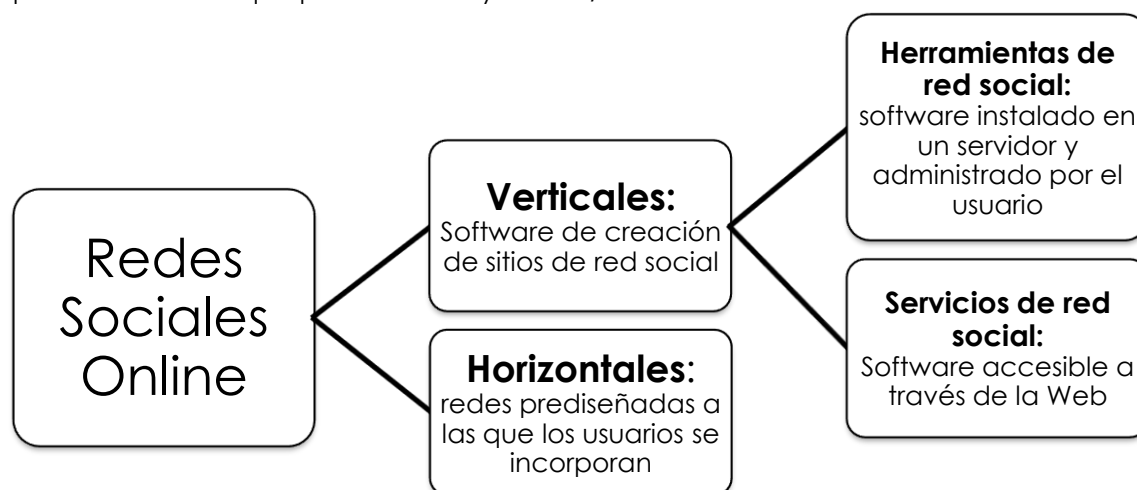 Redes
Sociales
Online
Verticales:
Software de creación
de sitios de red social
Horizontales:
redes prediseñadas a
las que los usuarios se
incorporan
Herramientas de
red social:
software instalado en
un servidor y
administrado por el
usuario
Servicios de red
social:
Software accesible a
través de la Web